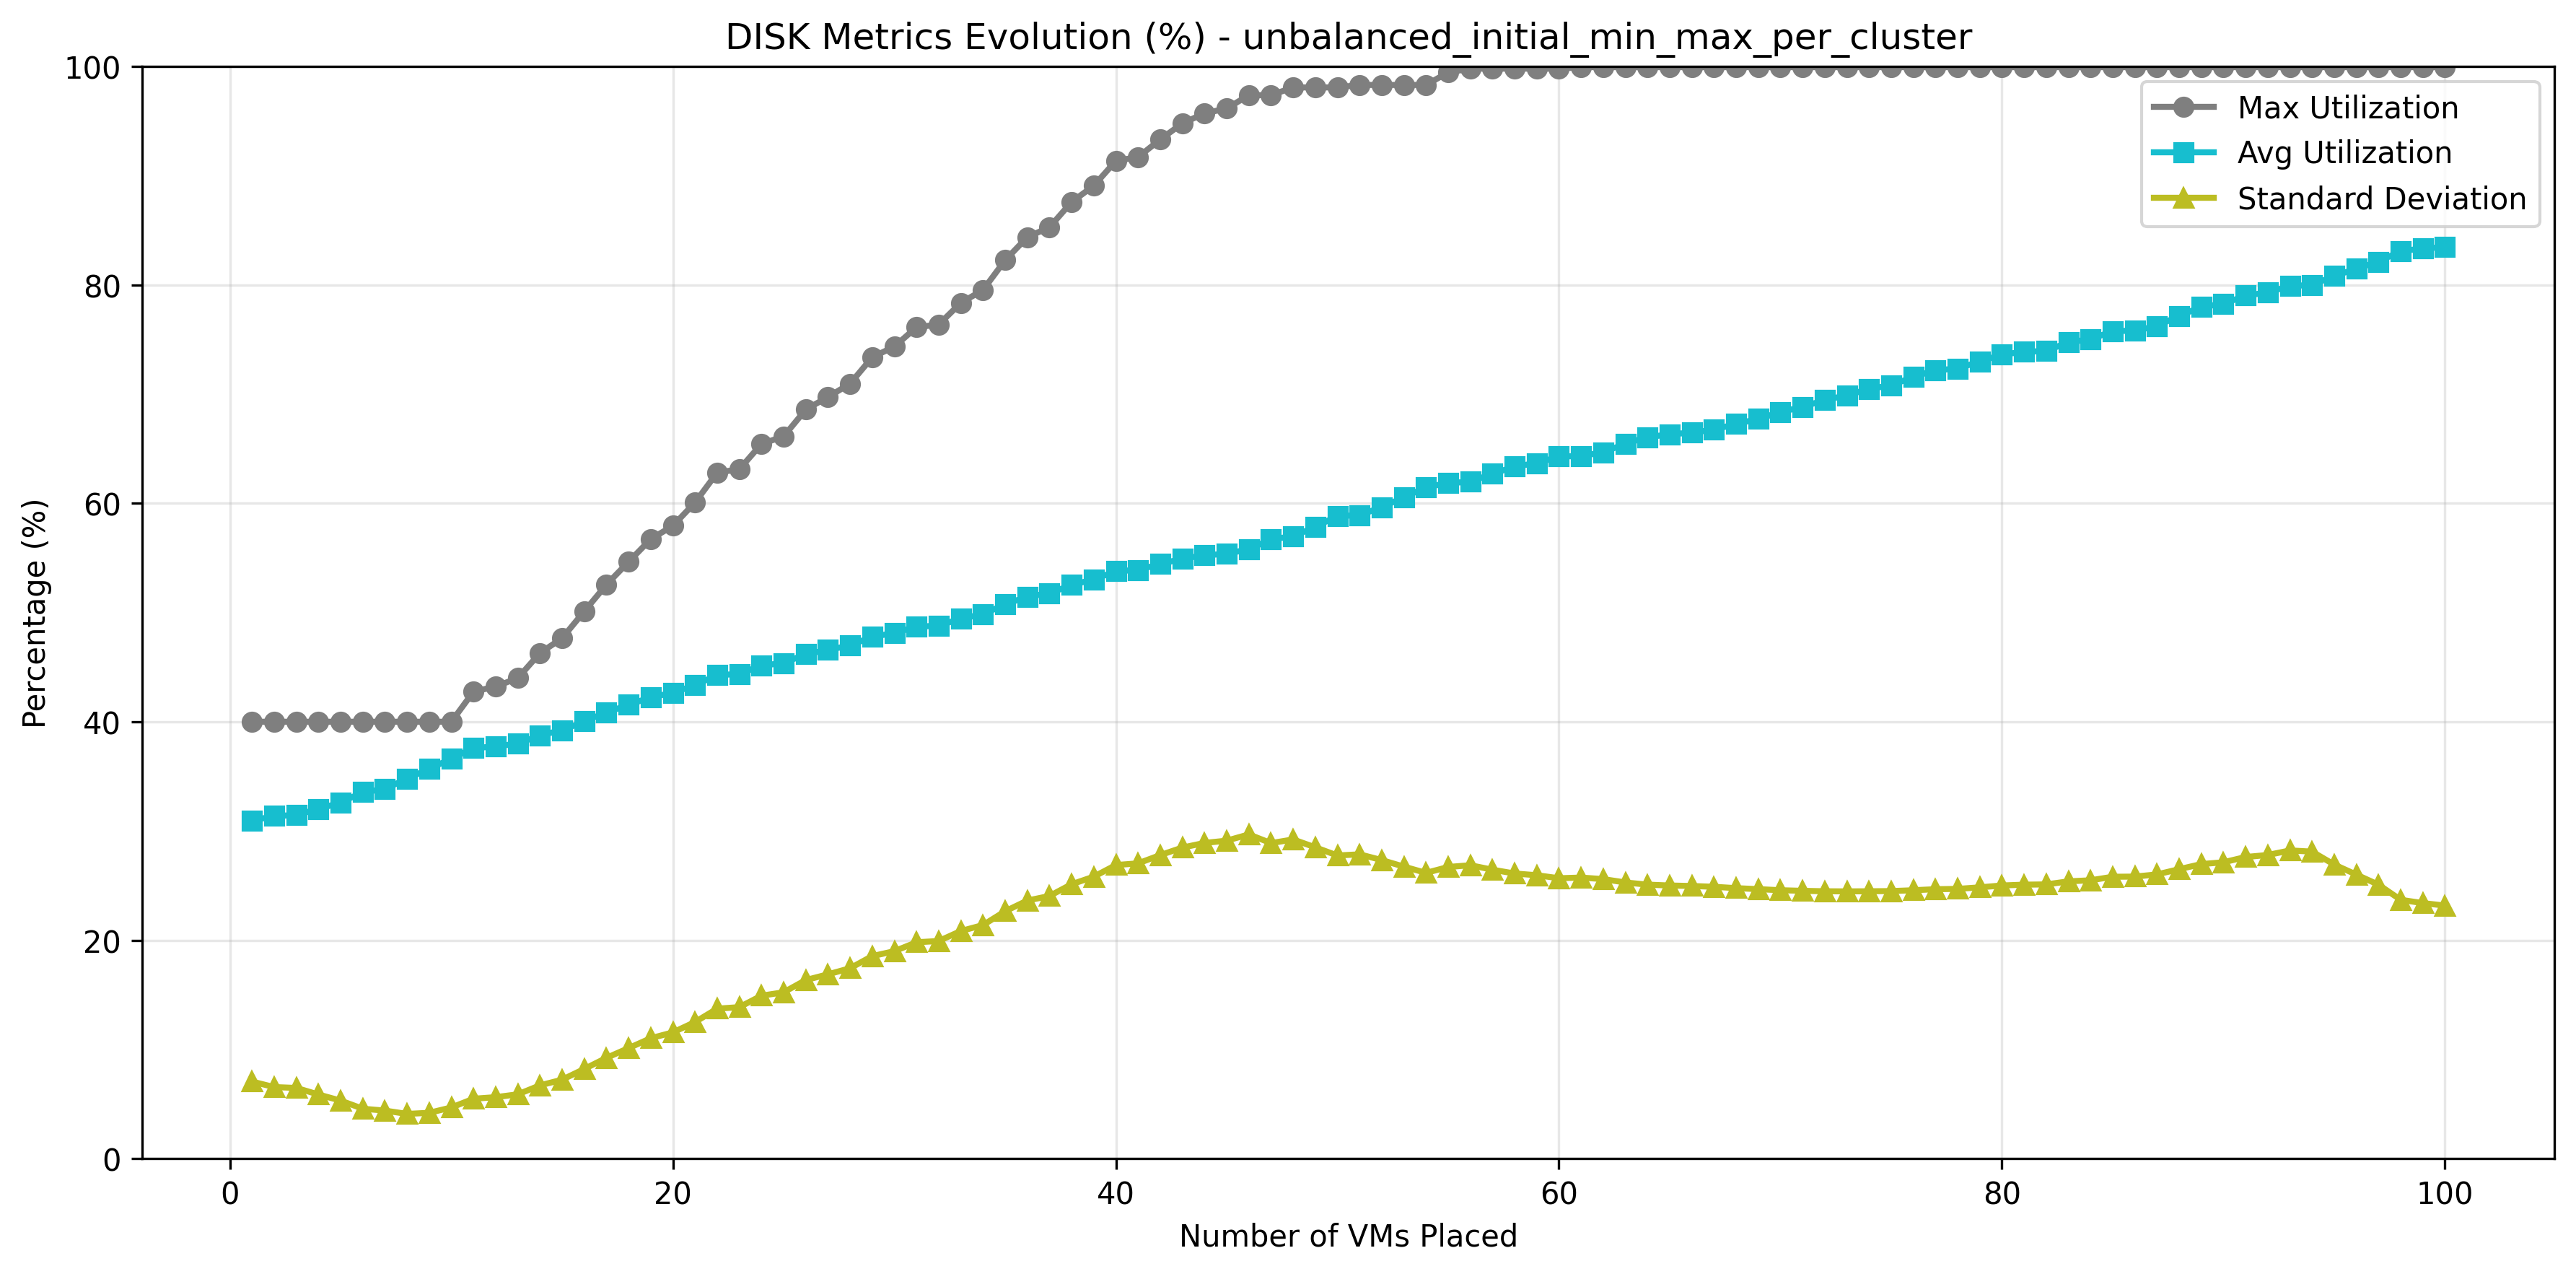 DISK Metrics Evolution (%) - unbalanced_initial_min_max_per_cluster
100
80
60
40
20
0
Percentage (%)
Max Utilization
Avg Utilization
Standard Deviation
0 20 40 60 80 100
Number of VMs Placed